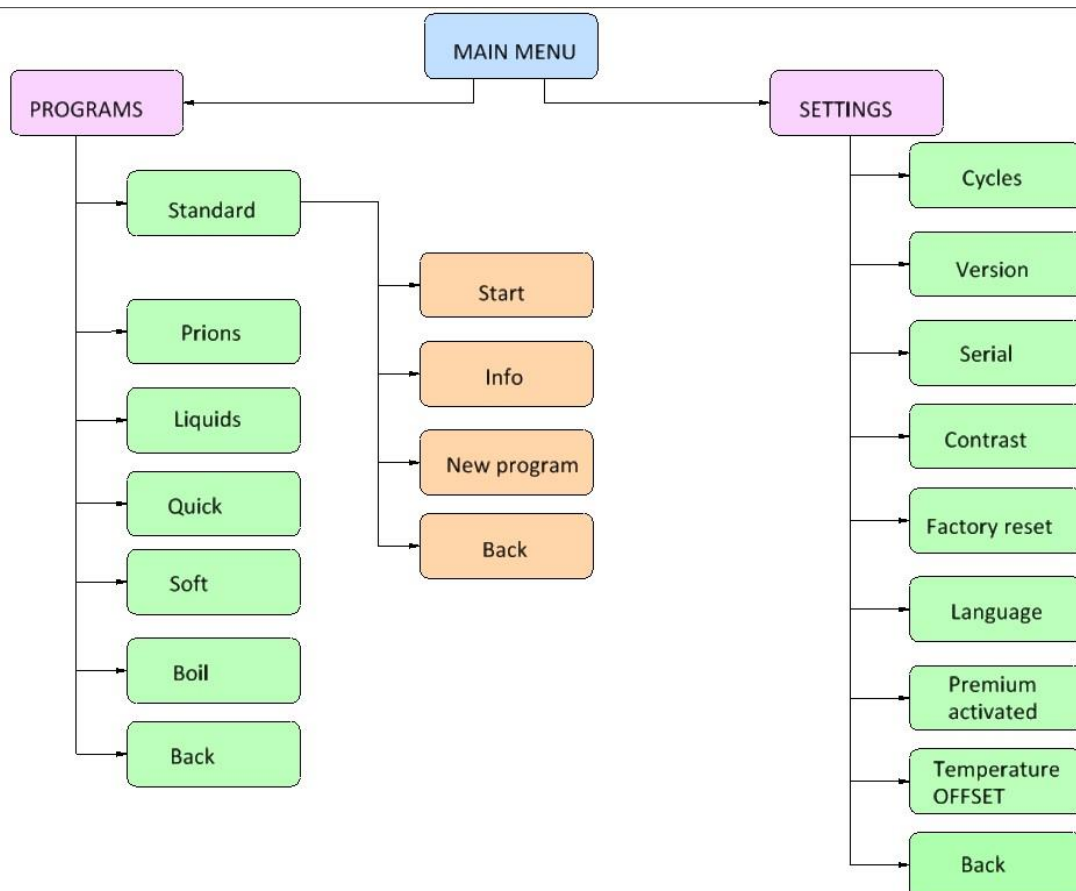 MAIN MENU
PROGRAMS
SETTINGS
Standard
Prions
Liquids
Quick
Soft
Boil
Back
Start
Info
New program
Back
Cycles
Version
Serial
Contrast
Factory reset
Language
Premium
activated
Temperature
OFFSET
Back